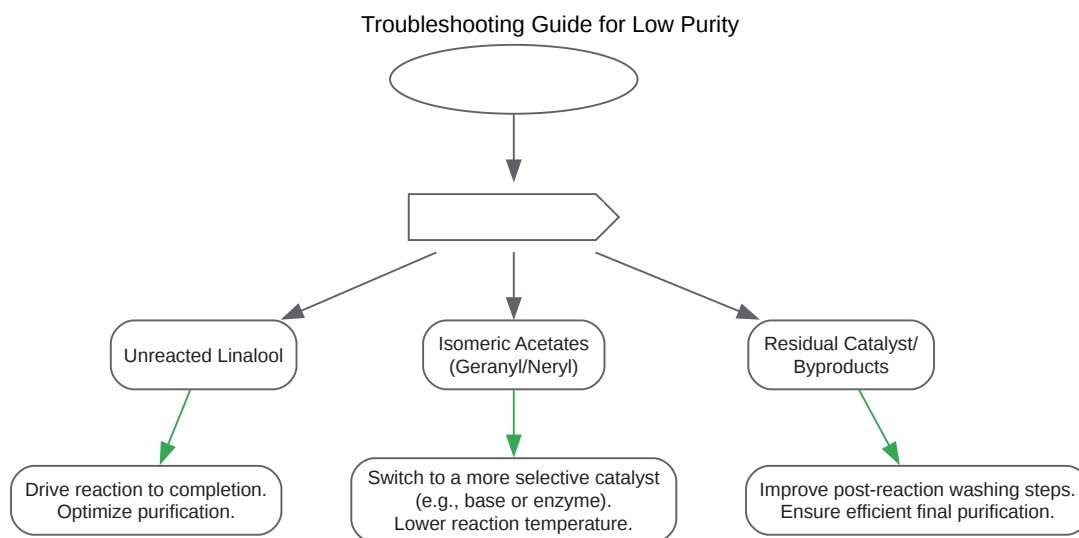 Troubleshooting Guide for Low Purity
Unreacted Linalool
Isomeric Acetates
(Geranyl/Neryl)
Residual Catalyst/
Byproducts
Drive reaction to completion.
Optimize purification.
Switch to a more selective catalyst
(e.g., base or enzyme).
Lower reaction temperature.
Improve post-reaction washing steps.
Ensure efficient final purification.